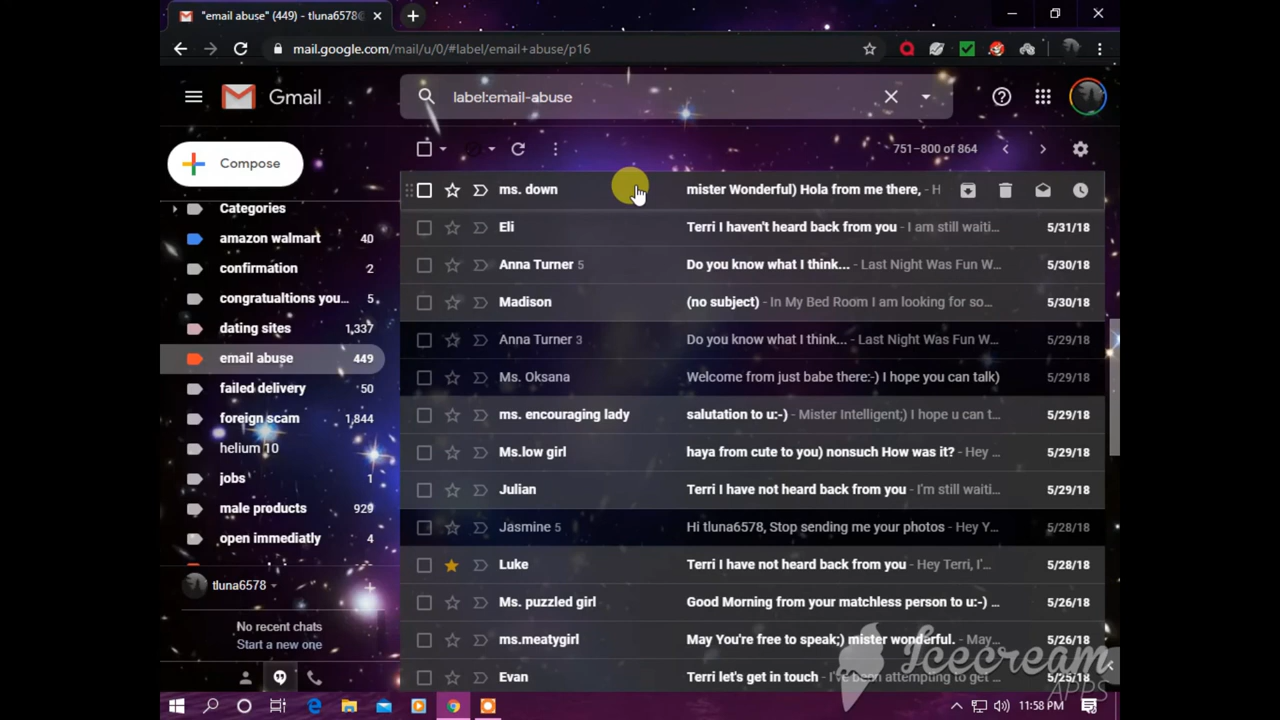 "email abuse" (449) - tluna6578@
mail.google.com/mail/u/0/#label/email+abuse/p16
Gmail
label:email-abuse
Compose
751–800 of 864
Categories
amazon walmart 40
confirmation 2
congratualtions you... 5
dating sites 1,337
email abuse 449
failed delivery 50
foreign scam 1,844
helium 10
jobs 1
male products 929
open immediatly 4
tluna6578
No recent chats
Start a new one
ms. down mister Wonderful) Hola from me there, - H
Eli Terri I haven't heard back from you - I am still waiti... 5/31/18
Anna Turner 5 Do you know what I think... - Last Night Was Fun W... 5/30/18
Madison (no subject) - In My Bed Room I am looking for so... 5/30/18
Anna Turner 3 Do you know what I think... - Last Night Was Fun W... 5/29/18
Ms. Oksana Welcome from just babe there:-) I hope you can talk) 5/29/18
ms. encouraging lady salutation to u:-) - Mister Intelligent;) I hope u can t... 5/29/18
Ms.low girl haya from cute to you) nonsuch How was it? - Hey ... 5/29/18
Julian Terri I have not heard back from you - I'm still waiti... 5/29/18
Jasmine 5 Hi tluna6578, Stop sending me your photos - Hey Y... 5/28/18
Luke Terri I have not heard back from you - Hey Terri, I'... 5/28/18
Ms. puzzled girl Good Morning from your matchless person to u:-) ... 5/26/18
ms.meatygirl May You're free to speak;) mister wonderful. - May... 5/26/18
Evan Terri let's get in touch - I've been attempting to get ... 5/25/18
Icecream
APPS
11:58 PM